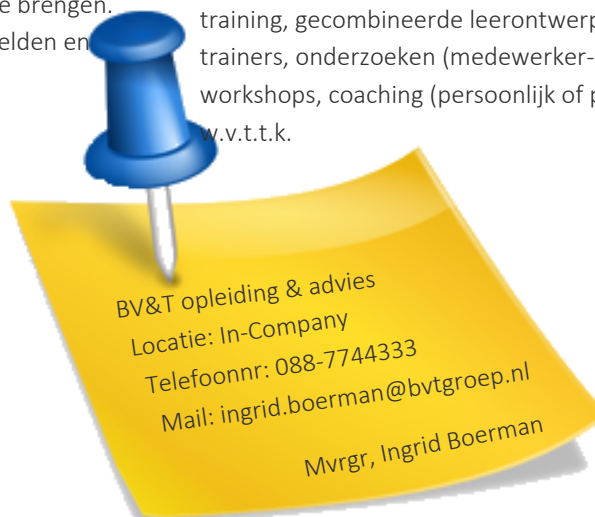 e brengen.
elden en
training, gecombineerde leerontwerp
trainers, onderzoeken (medewerker-
workshops, coaching (persoonlijk of p
w.v.t.t.k.
BV&T opleiding & advies
Locatie: In-Company
Telefoonnr: 088-7744333
Mail: ingrid.boerman@bvtgroep.nl
Mvrgr, Ingrid Boerman